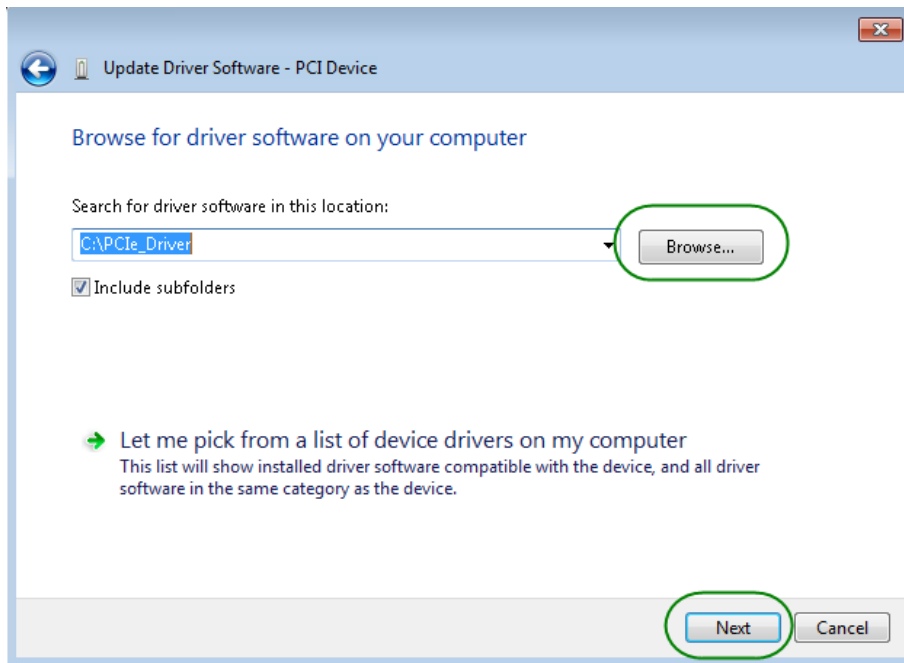 Update Driver Software - PCI Device
Browse for driver software on your computer
Search for driver software in this location:
C:\PCIe_Driver
Browse...
Include subfolders
Let me pick from a list of device drivers on my computer
This list will show installed driver software compatible with the device, and all driver
software in the same category as the device.
Next
Cancel